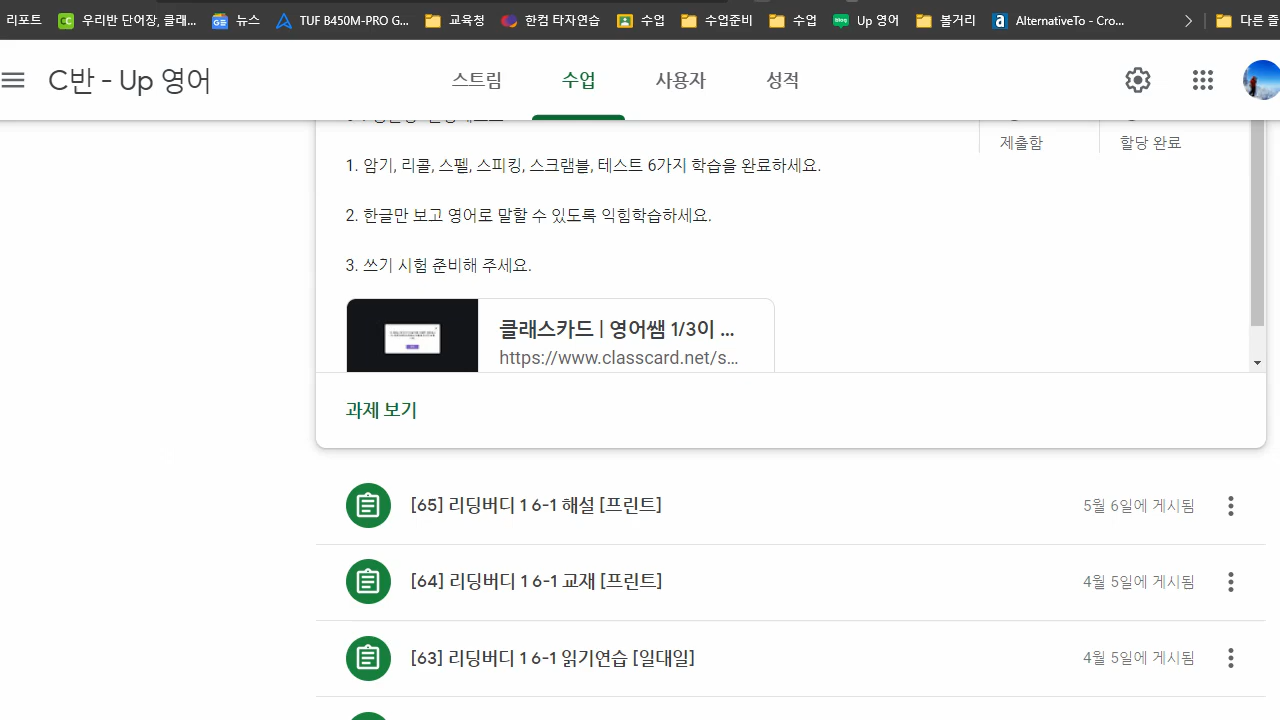 리포트 우리반 단어장, 클래... 뉴스 TUF B450M-PRO G... 교육청 한컴 타자연습 수업 수업준비 수업 Up 영어 볼거리 AlternativeTo - Cro... 다른 즐
C반 - Up 영어 스트림 수업 사용자 성적
제출함 할당 완료
1. 암기, 리콜, 스펠, 스피킹, 스크램블, 테스트 6가지 학습을 완료하세요.
2. 한글만 보고 영어로 말할 수 있도록 익힘학습하세요.
3. 쓰기 시험 준비해 주세요.
클래스카드 | 영어쌤 1/3이 ...
https://www.classcard.net/s...
과제 보기
[65] 리딩버디 1 6-1 해설 [프린트] 5월 6일에 게시됨
[64] 리딩버디 1 6-1 교재 [프린트] 4월 5일에 게시됨
[63] 리딩버디 1 6-1 읽기연습 [일대일] 4월 5일에 게시됨